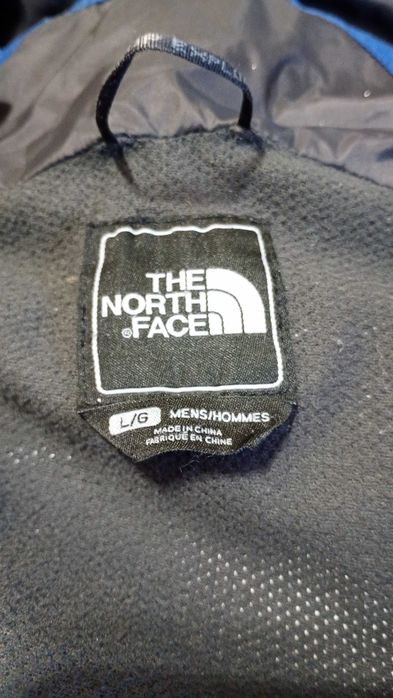 THE
NORTH
®FACE
L/G MENS/HOMMES
MADE IN CHINA
FABRIQUÉ EN CHINE